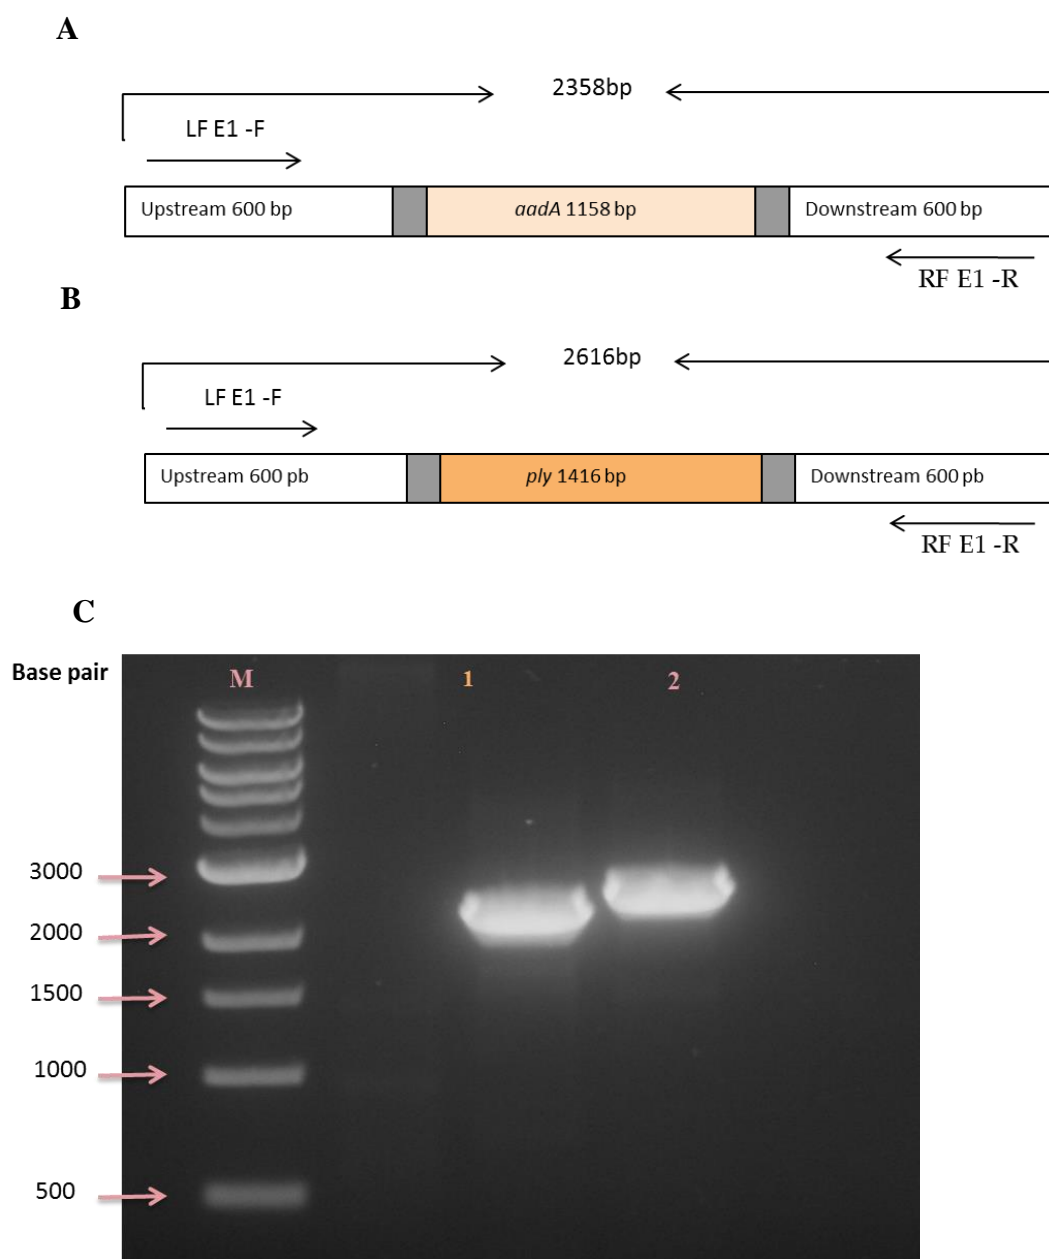 A
2358bp
LF E1 -F
Upstream 600 bp aadA 1158 bp Downstream 600 bp
RF E1 -R
B
2616bp
LF E1 -F
Upstream 600 pb ply 1416 bp Downstream 600 pb
RF E1 -R
C
Base pair M 1 2
3000
2000
1500
1000
500